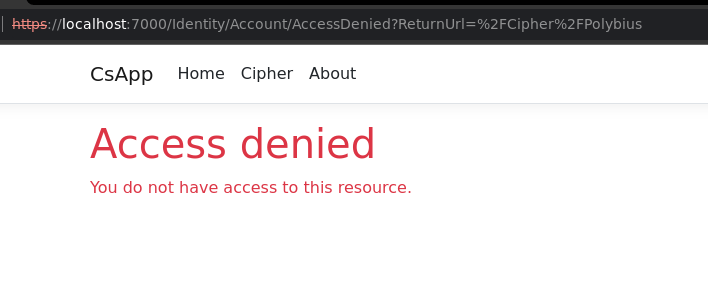 https://localhost:7000/Identity/Account/AccessDenied?ReturnUrl=%2FCipher%2FPolybius
CsApp Home Cipher About
Access denied
You do not have access to this resource.